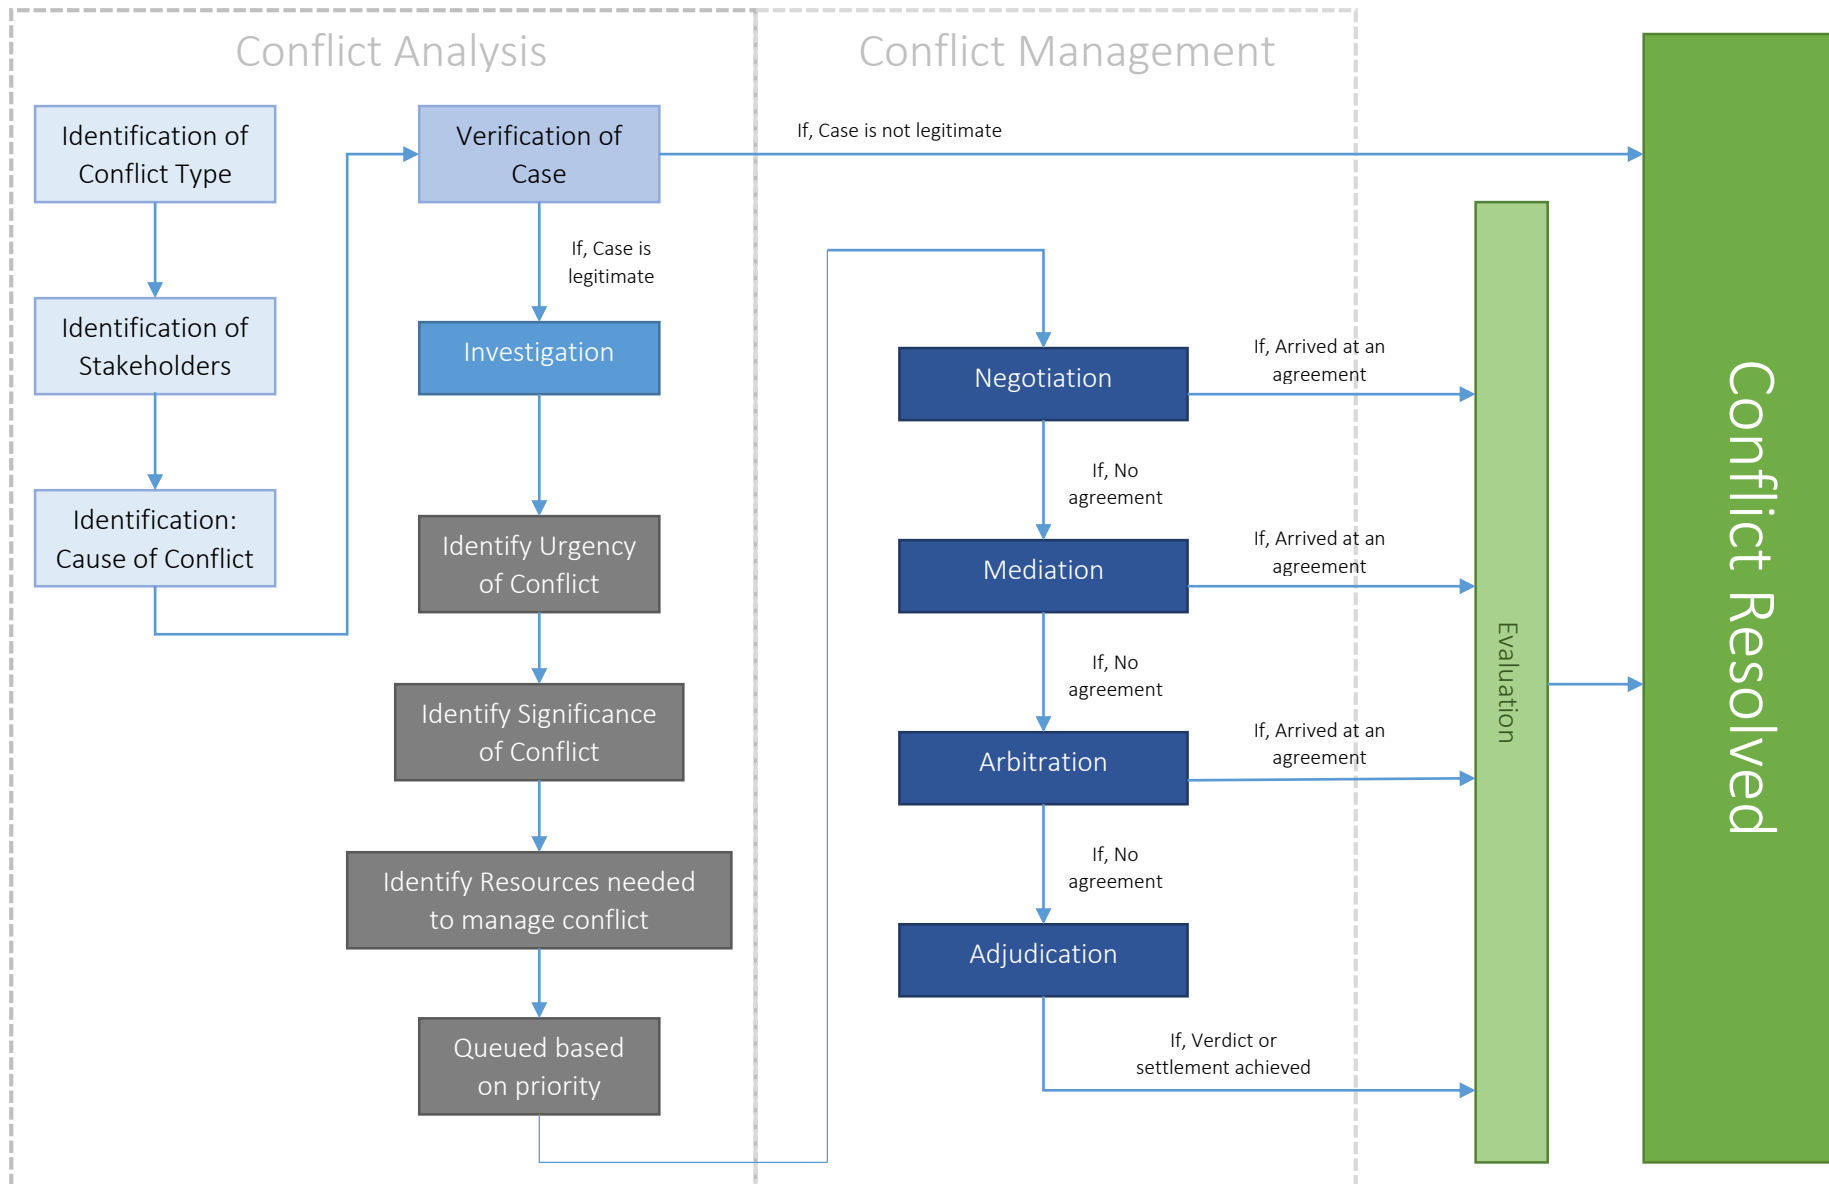 Conflict Analysis
Conflict Management
Identification of
Conflict Type
Identification of
Stakeholders
Identification:
Cause of Conflict
Verification of
Case
If, Case is not legitimate
If, Case is
legitimate
Investigation
Identify Urgency
of Conflict
Identify Significance
of Conflict
Identify Resources needed
to manage conflict
Queued based
on priority
Negotiation
If, Arrived at an
agreement
If, No
agreement
Mediation
If, Arrived at an
agreement
If, No
agreement
Arbitration
If, Arrived at an
agreement
If, No
agreement
Adjudication
If, Verdict or
settlement achieved
Evaluation
Conflict Resolved